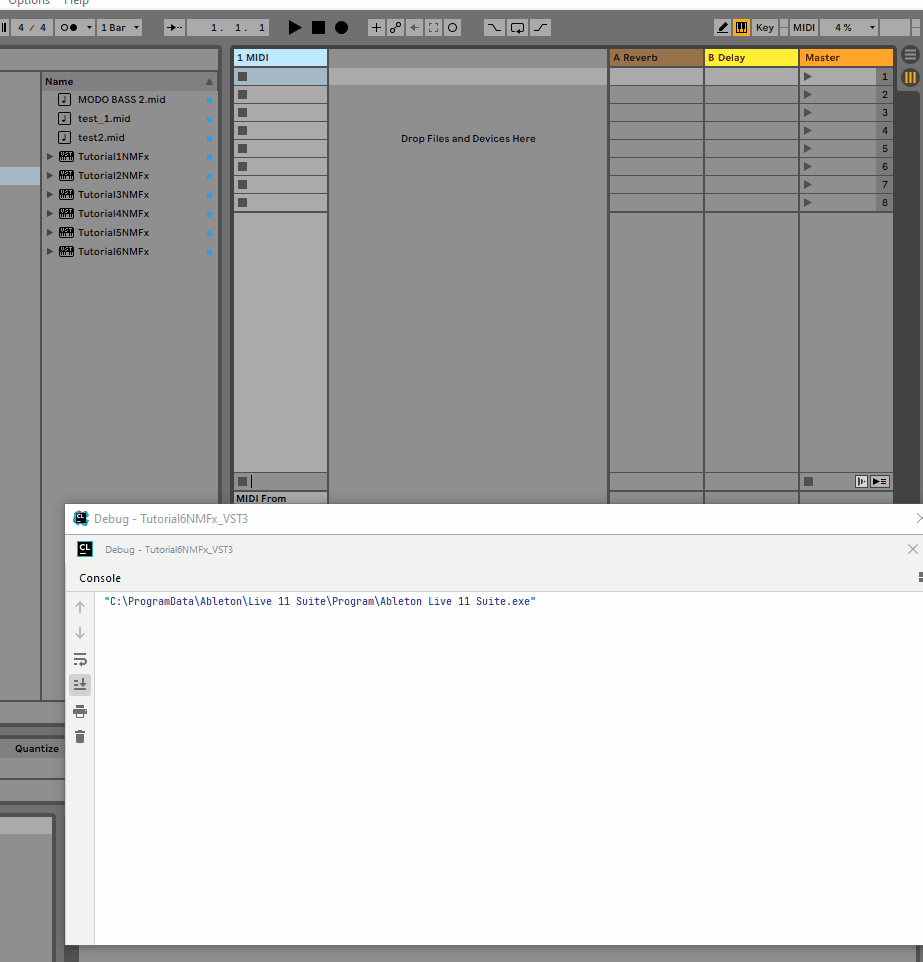 Options Help
4 / 4 1 Bar 1. 1. 1 Key MIDI 4 %
Name
MODO BASS 2.mid
test_1.mid
test2.mid
Tutorial1NMFx
Tutorial2NMFx
Tutorial3NMFx
Tutorial4NMFx
Tutorial5NMFx
Tutorial6NMFx
1 MIDI A Reverb B Delay Master
1
2
3
4
5
6
7
8
Drop Files and Devices Here
MIDI From
Quantize
CL Debug - Tutorial6NMFx_VST3
CL Debug - Tutorial6NMFx_VST3
Console
"C:\ProgramData\Ableton\Live 11 Suite\Program\Ableton Live 11 Suite.exe"